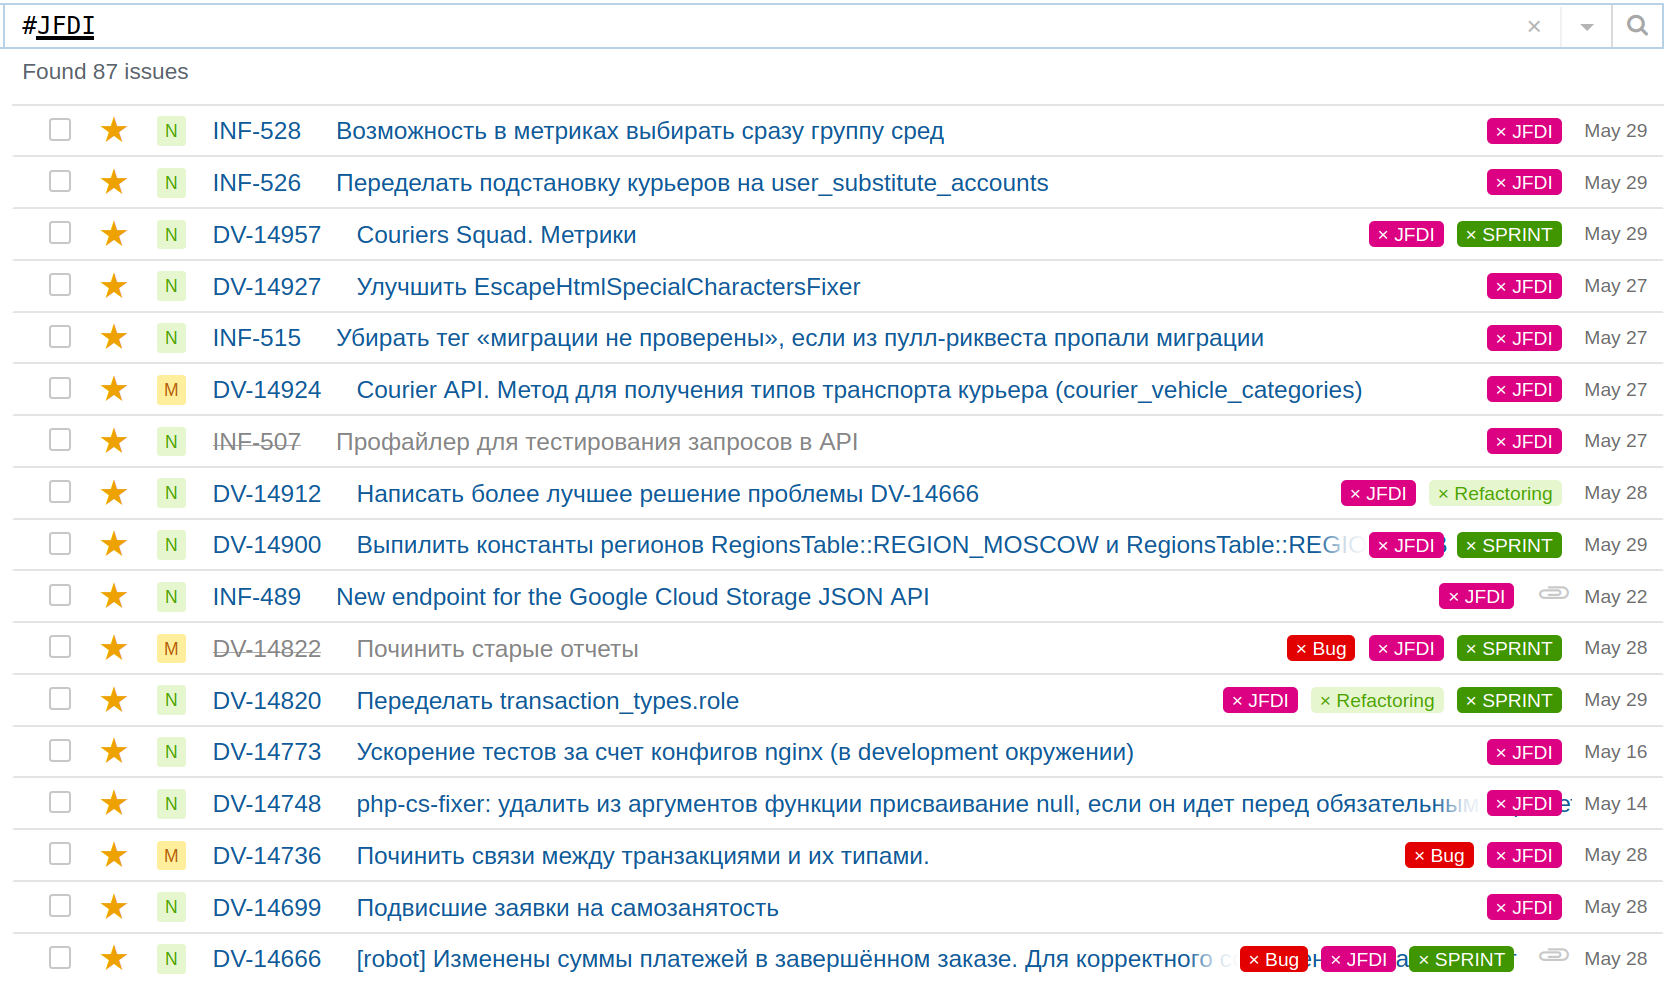 #JFDI
Found 87 issues
N INF-528 Возможность в метриках выбирать сразу группу сред × JFDI May 29
N INF-526 Переделать подстановку курьеров на user_substitute_accounts × JFDI May 29
N DV-14957 Couriers Squad. Метрики × JFDI × SPRINT May 29
N DV-14927 Улучшить EscapeHtmlSpecialCharactersFixer × JFDI May 27
N INF-515 Убирать тег «миграции не проверены», если из пулл-риквеста пропали миграции × JFDI May 27
M DV-14924 Courier API. Метод для получения типов транспорта курьера (courier_vehicle_categories) × JFDI May 27
N INF-507 Профайлер для тестирования запросов в API × JFDI May 27
N DV-14912 Написать более лучшее решение проблемы DV-14666 × JFDI × Refactoring May 28
N DV-14900 Выпилить константы регионов RegionsTable::REGION_MOSCOW и RegionsTable::REGIO × JFDI × SPRINT May 29
N INF-489 New endpoint for the Google Cloud Storage JSON API × JFDI May 22
M DV-14822 Починить старые отчеты × Bug × JFDI × SPRINT May 28
N DV-14820 Переделать transaction_types.role × JFDI × Refactoring × SPRINT May 29
N DV-14773 Ускорение тестов за счет конфигов nginx (в development окружении) × JFDI May 16
N DV-14748 php-cs-fixer: удалить из аргументов функции присваивание null, если он идет перед обязательным × JFDI May 14
M DV-14736 Починить связи между транзакциями и их типами. × Bug × JFDI May 28
N DV-14699 Подвисшие заявки на самозанятость × JFDI May 28
N DV-14666 [robot] Изменены суммы платежей в завершённом заказе. Для корректного × Bug × JFDI × SPRINT May 28